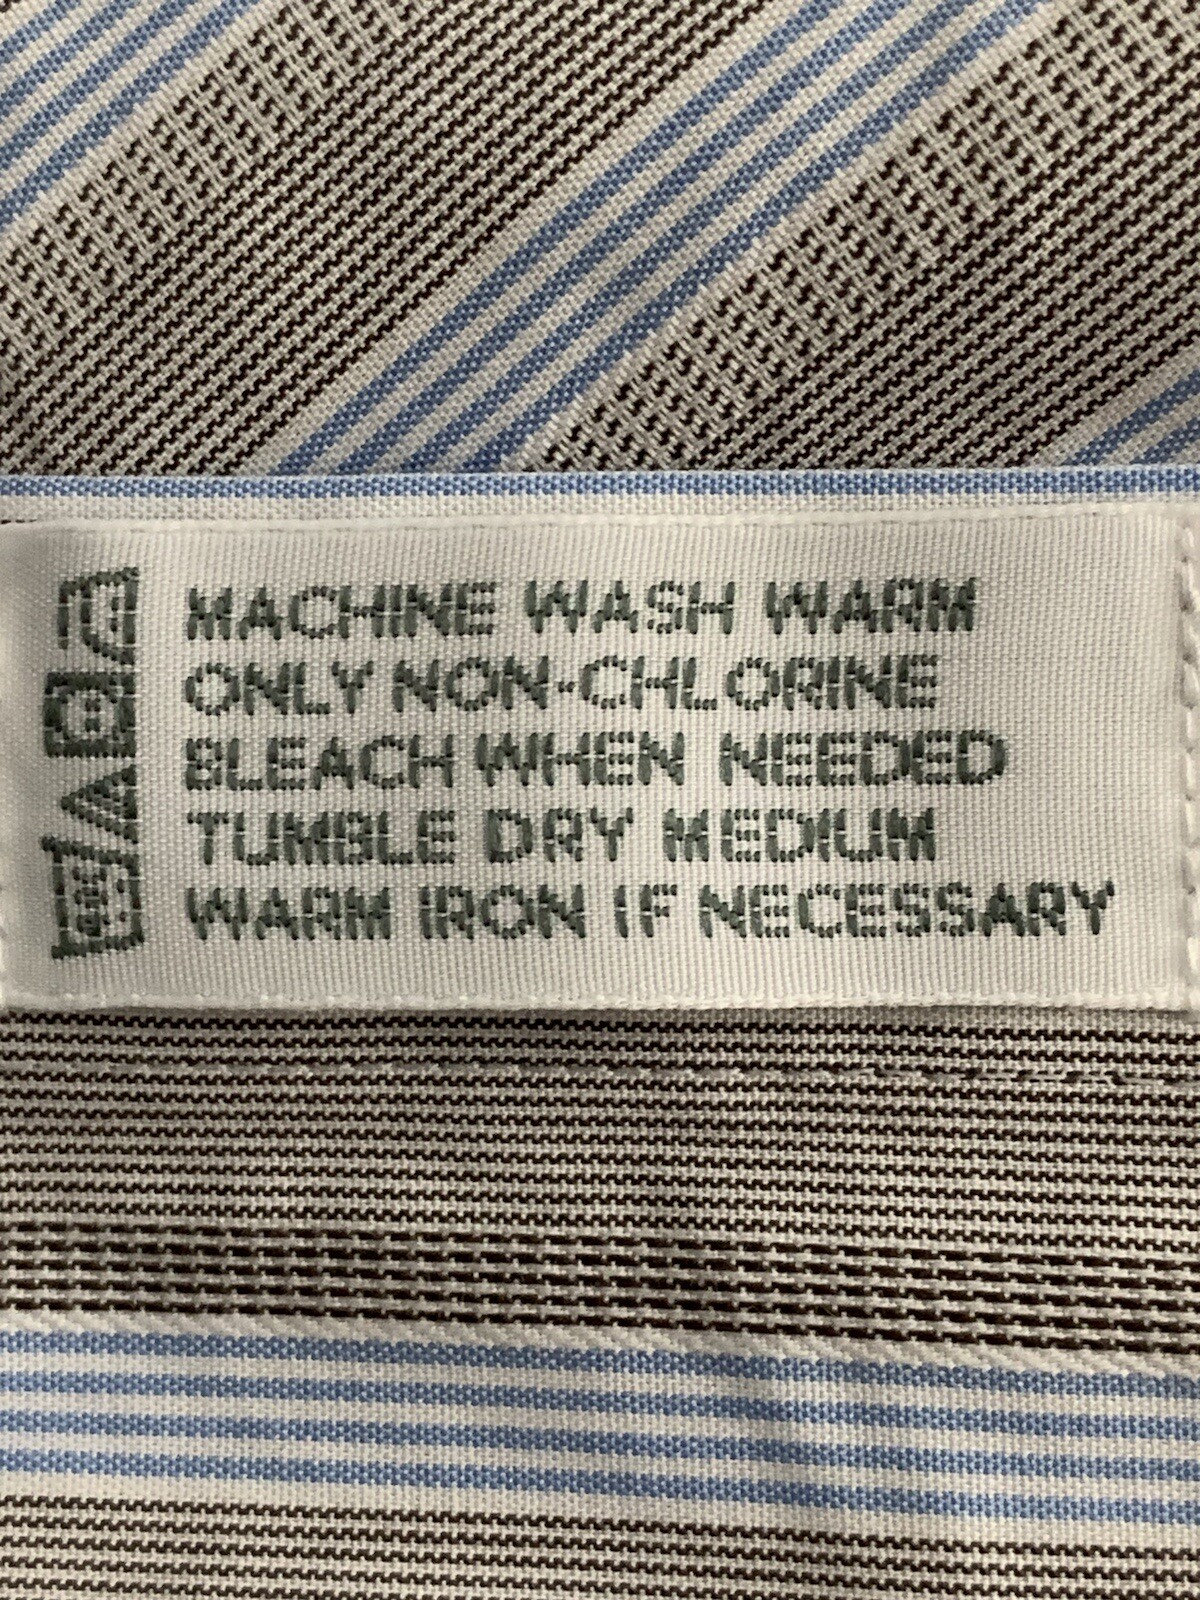 MACHINE WASH WARM
ONLY NON-CHLORINE
BLEACH WHEN NEEDED
TUMBLE DRY MEDIUM
WARM IRON IF NECESSARY